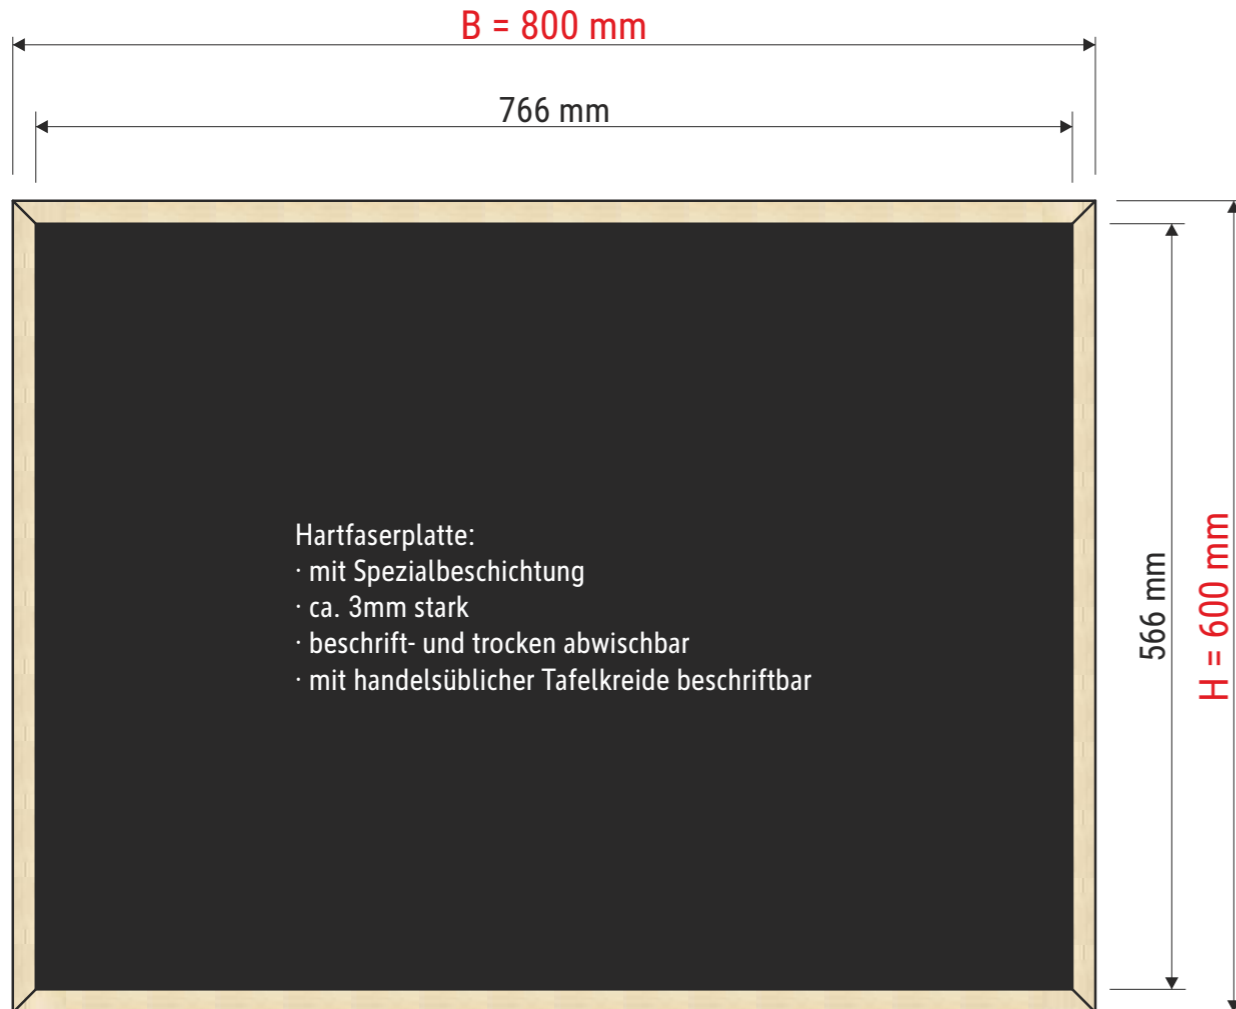 B = 800 mm
766 mm
Hartfaserplatte:
· mit Spezialbeschichtung
· ca. 3mm stark
· beschrift- und trocken abwischbar
· mit handelsüblicher Tafelkreide beschriftbar
566 mm
H = 600 mm